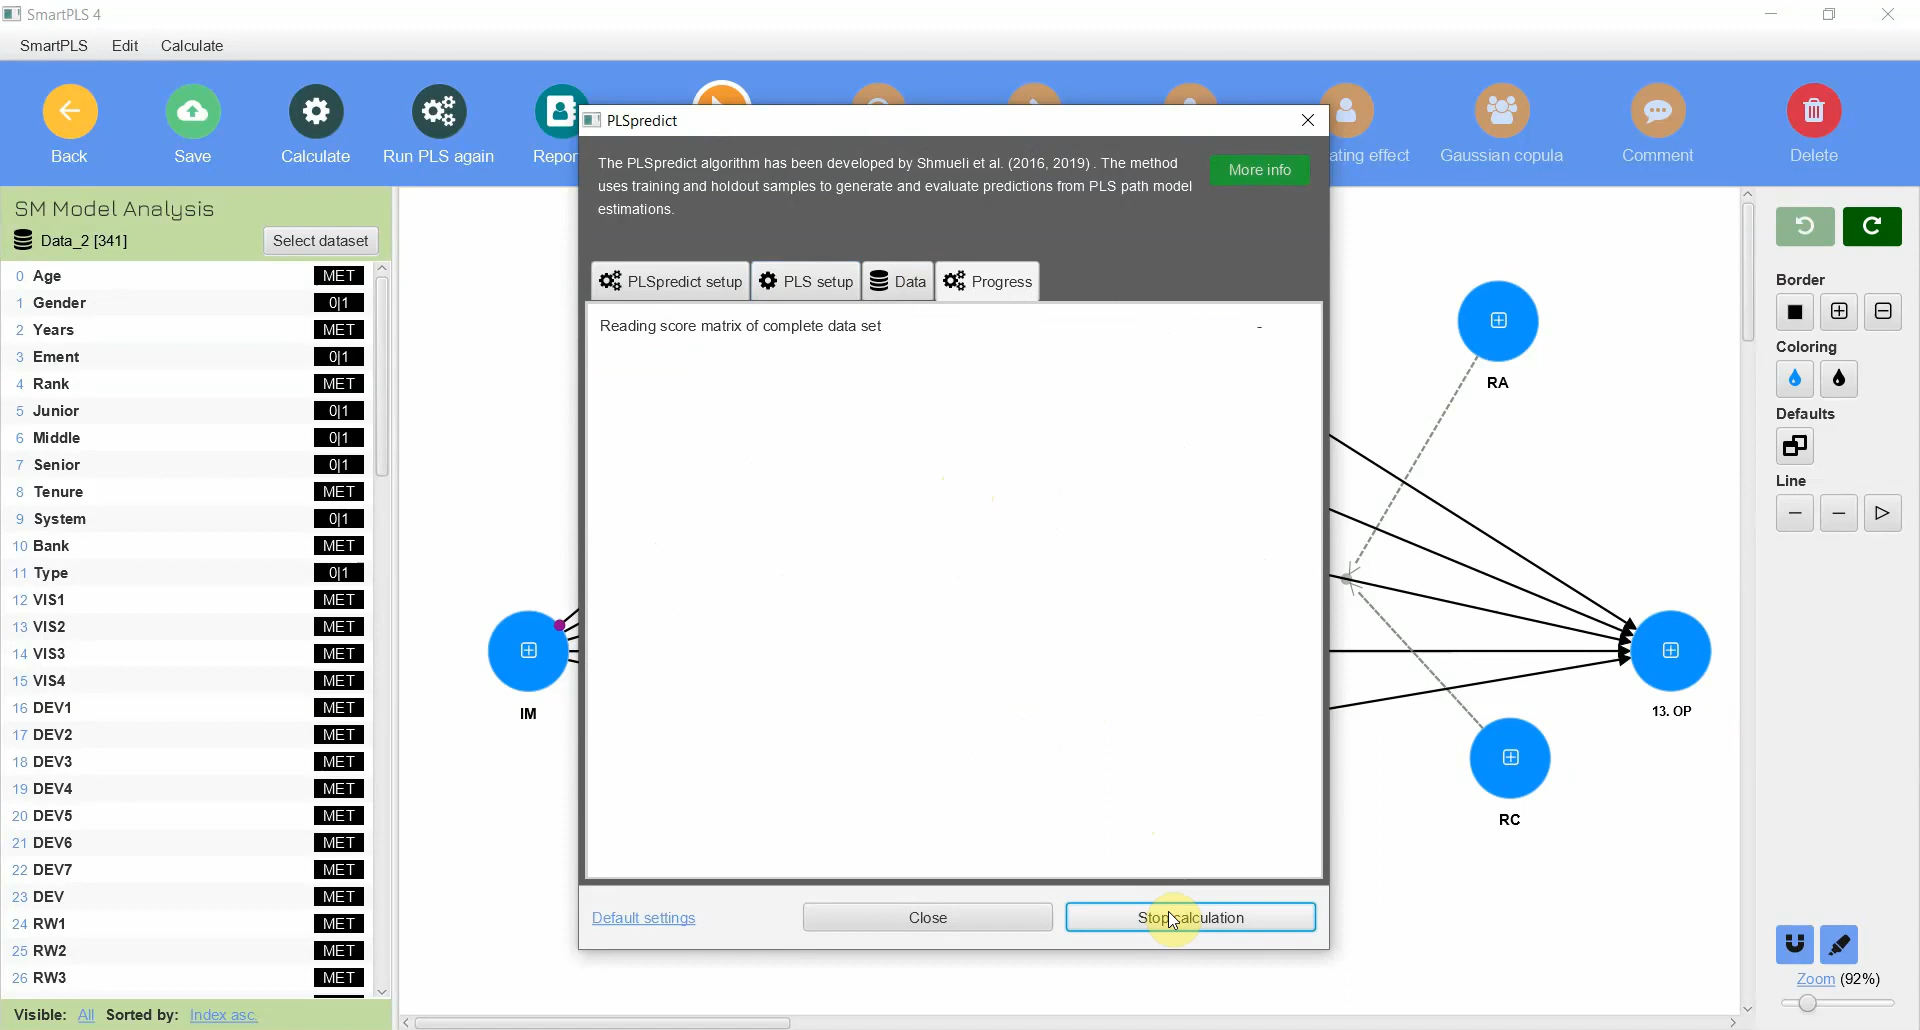 SmartPLS 4
SmartPLS Edit Calculate
Back Save Calculate Run PLS again Repor ating effect Gaussian copula Comment Delete
PLSpredict
The PLSpredict algorithm has been developed by Shmueli et al. (2016, 2019) . The method
uses training and holdout samples to generate and evaluate predictions from PLS path model
estimations.
More info
PLSpredict setup PLS setup Data Progress
Reading score matrix of complete data set -
Default settings Close Stop calculation
SM Model Analysis
Data_2 [341] Select dataset
0 Age MET
1 Gender 0|1
2 Years MET
3 Ement 0|1
4 Rank MET
5 Junior 0|1
6 Middle 0|1
7 Senior 0|1
8 Tenure MET
9 System 0|1
10 Bank MET
11 Type 0|1
12 VIS1 MET
13 VIS2 MET
14 VIS3 MET
15 VIS4 MET
16 DEV1 MET
17 DEV2 MET
18 DEV3 MET
19 DEV4 MET
20 DEV5 MET
21 DEV6 MET
22 DEV7 MET
23 DEV MET
24 RW1 MET
25 RW2 MET
26 RW3 MET
Visible: All Sorted by: Index asc.
IM
RA
13. OP
RC
Border
Coloring
Defaults
Line
Zoom (92%)